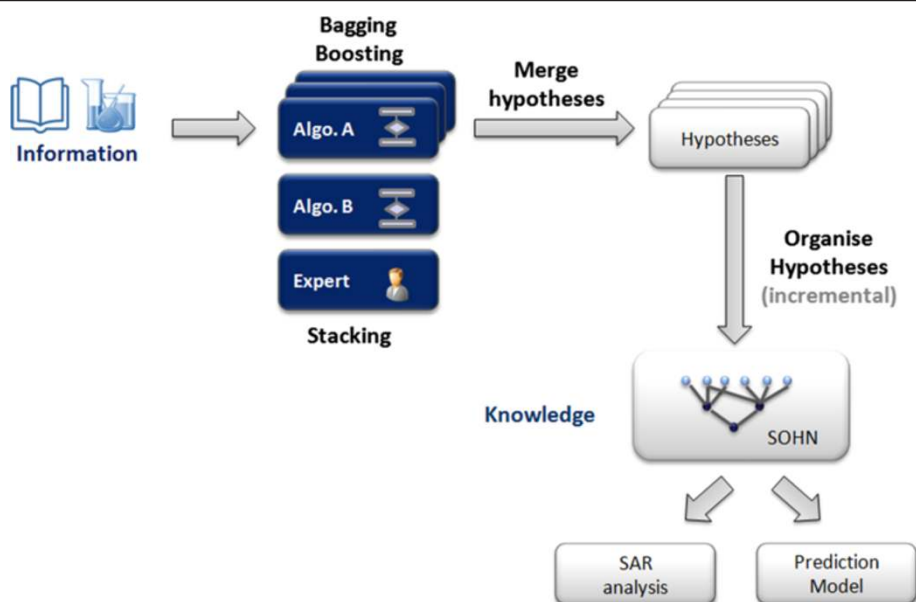 Bagging
Boosting
Information
Algo. A
Algo. B
Expert
Stacking
Merge
hypotheses
Hypotheses
Organise
Hypotheses
(incremental)
Knowledge
SOHN
SAR
analysis
Prediction
Model